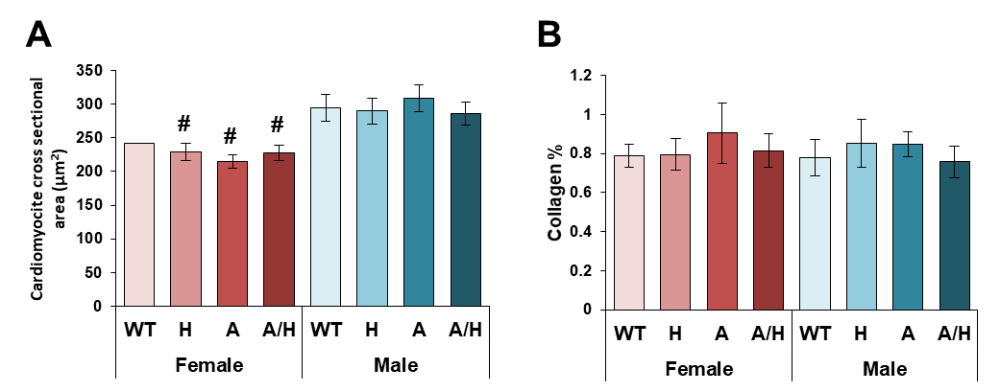 A
Cardiomyocite cross sectional
area (µm²)
350
300
250
200
150
100
50
0
# # #
WT H A A/H WT H A A/H
Female Male
B
Collagen %
1.2
1
0.8
0.6
0.4
0.2
0
WT H A A/H WT H A A/H
Female Male